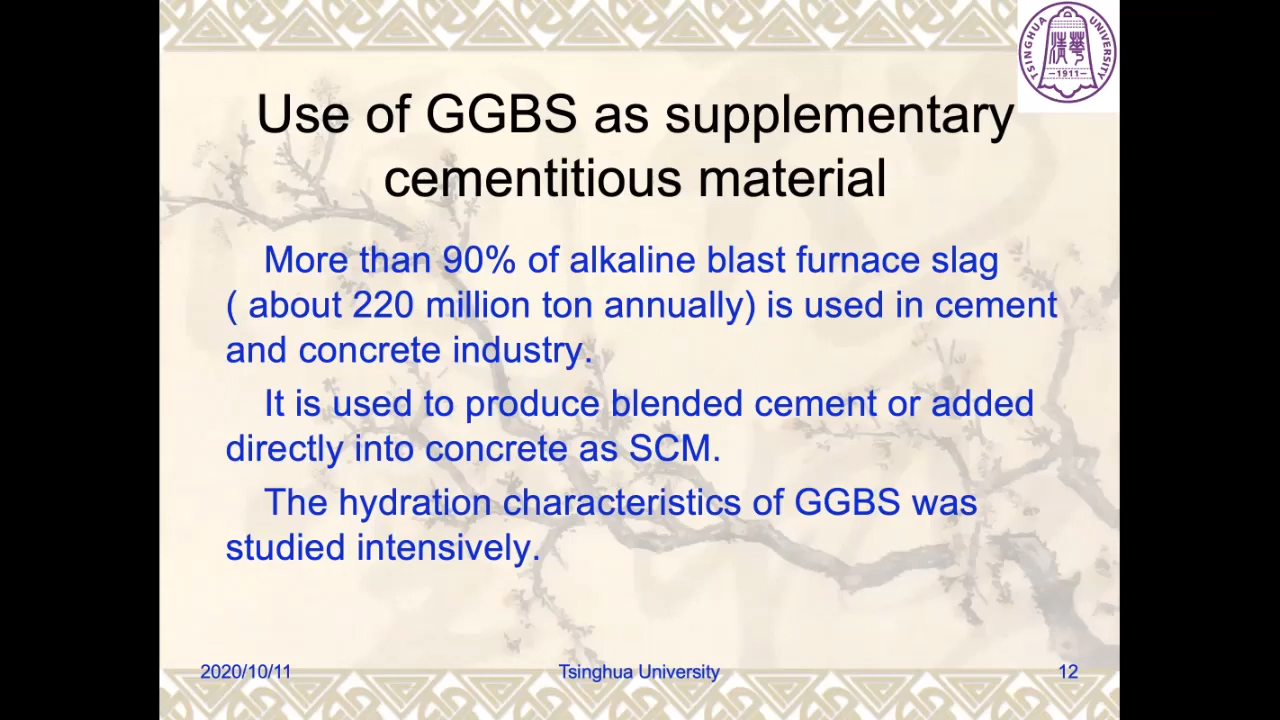 TSINGHUA UNIVERSITY
清華
1911
Use of GGBS as supplementary
cementitious material
More than 90% of alkaline blast furnace slag
( about 220 million ton annually) is used in cement
and concrete industry.
It is used to produce blended cement or added
directly into concrete as SCM.
The hydration characteristics of GGBS was
studied intensively.
2020/10/11
Tsinghua University
12